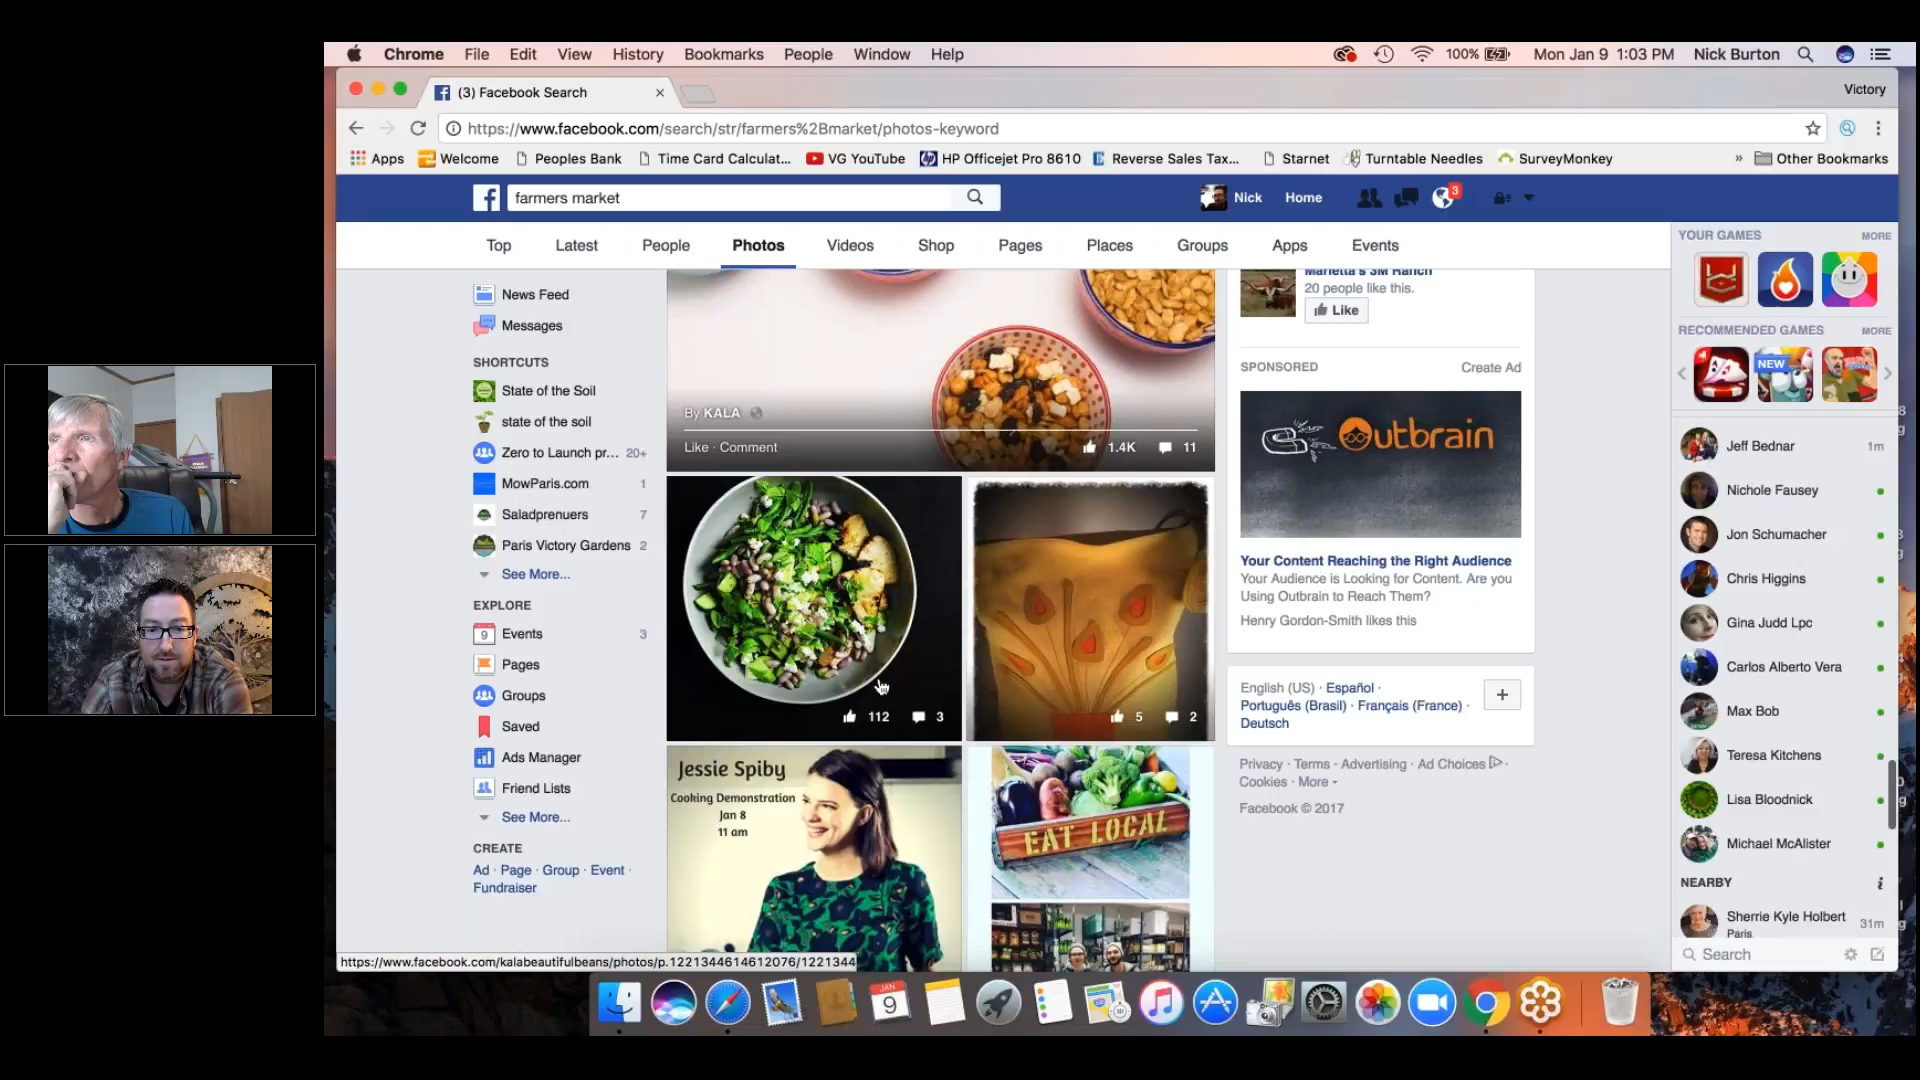 Chrome File Edit View History Bookmarks People Window Help 100% Mon Jan 9 1:03 PM Nick Burton
(3) Facebook Search Victory
https://www.facebook.com/search/str/farmers%2Bmarket/photos-keyword
Apps Welcome Peoples Bank Time Card Calculat... VG YouTube HP Officejet Pro 8610 Reverse Sales Tax... Starnet Turntable Needles SurveyMonkey » Other Bookmarks
farmers market Nick Home 3
Top Latest People Photos Videos Shop Pages Places Groups Apps Events
News Feed
Messages
SHORTCUTS
State of the Soil
state of the soil
Zero to Launch pr... 20+
MowParis.com 1
Saladprenuers 7
Paris Victory Gardens 2
See More...
EXPLORE
9 Events 3
Pages
Groups
Saved
Ads Manager
Friend Lists
See More...
CREATE
Ad · Page · Group · Event ·
Fundraiser
By KALA
Like · Comment 1.4K 11
112 3
5 2
Jessie Spiby
Cooking Demonstration
Jan 8
11 am
EAT LOCAL
Marietta's 3M Ranch
20 people like this.
Like
SPONSORED Create Ad
Outbrain
Your Content Reaching the Right Audience
Your Audience is Looking for Content. Are you
Using Outbrain to Reach Them?
Henry Gordon-Smith likes this
English (US) · Español ·
Português (Brasil) · Français (France) ·
Deutsch
+
Privacy · Terms · Advertising · Ad Choices ·
Cookies · More
Facebook © 2017
YOUR GAMES MORE
RECOMMENDED GAMES MORE
NEW
Jeff Bednar 1m
Nichole Fausey
Jon Schumacher
Chris Higgins
Gina Judd Lpc
Carlos Alberto Vera
Max Bob
Teresa Kitchens
Lisa Bloodnick
Michael McAlister
NEARBY
Sherrie Kyle Holbert 31m
Paris
Search
https://www.facebook.com/kalabeautifulbeans/photos/p.1221344614612076/1221344
JAN
9